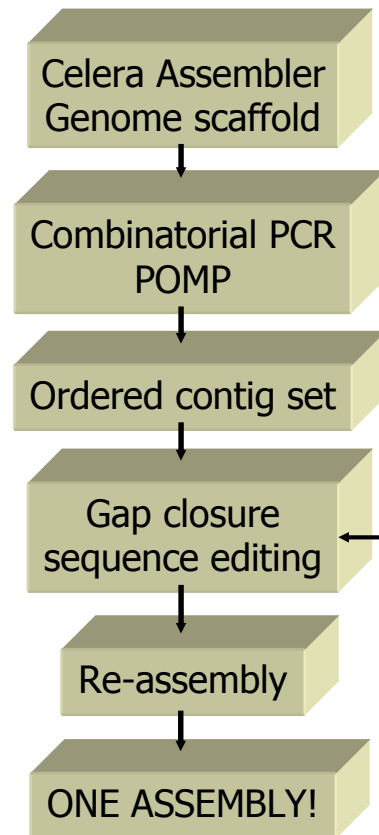 Celera Assembler
Genome scaffold
Combinatorial PCR
POMP
Ordered contig set
Gap closure
sequence editing
Re-assembly
ONE ASSEMBLY!